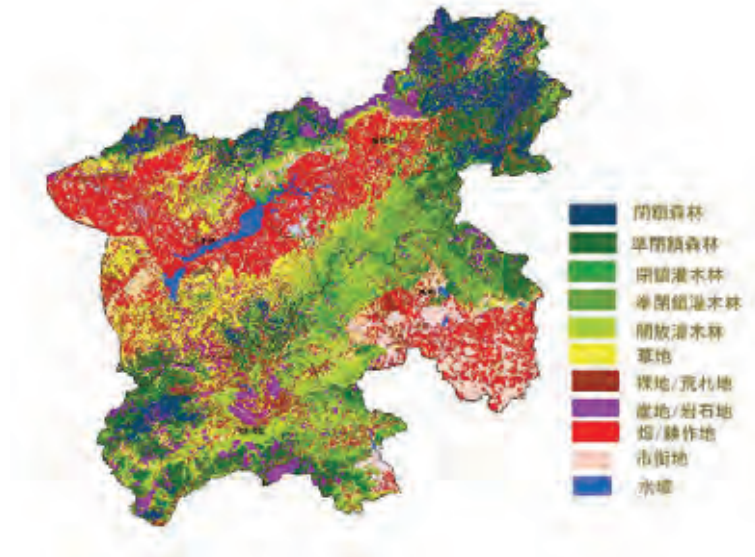 閉鎖森林
準閉鎖森林
閉鎖灌木林
準閉鎖灌木林
開放灌木林
草地
裸地/荒れ地
崖地/岩石地
畑/耕作地
市街地
水域